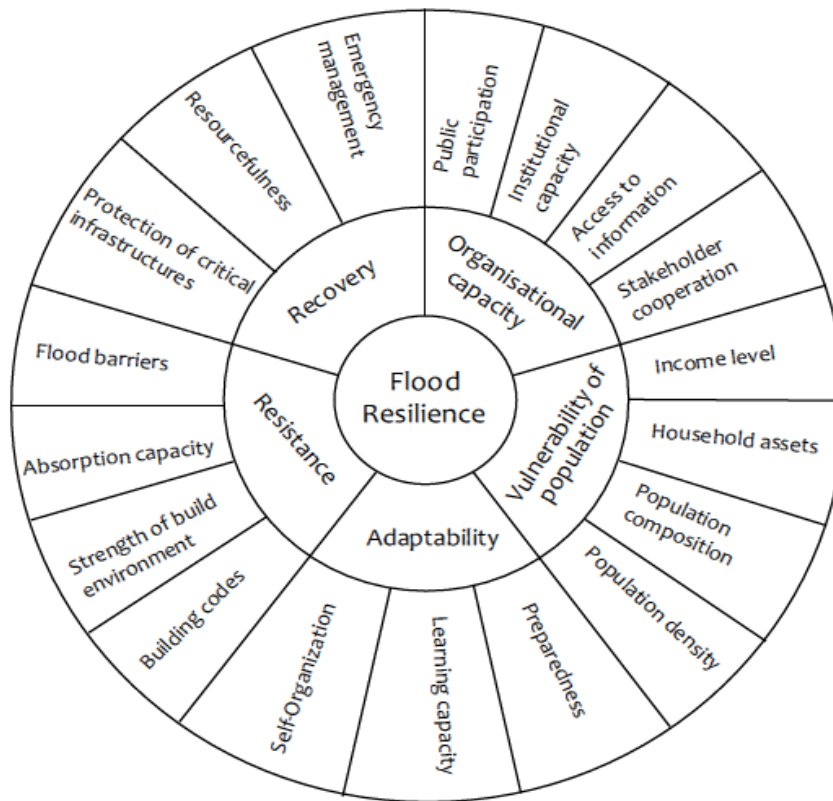 Flood
Resilience
Organisational
capacity
Vulnerability of
population
Adaptability
Resistance
Recovery
Public
participation
Institutional
capacity
Access to
information
Stakeholder
cooperation
Income level
Household assets
Population
composition
Population density
Preparedness
Learning capacity
Self-Organization
Building codes
Strength of build
environment
Absorption capacity
Flood barriers
Protection of critical
infrastructures
Resourcefulness
Emergency
management